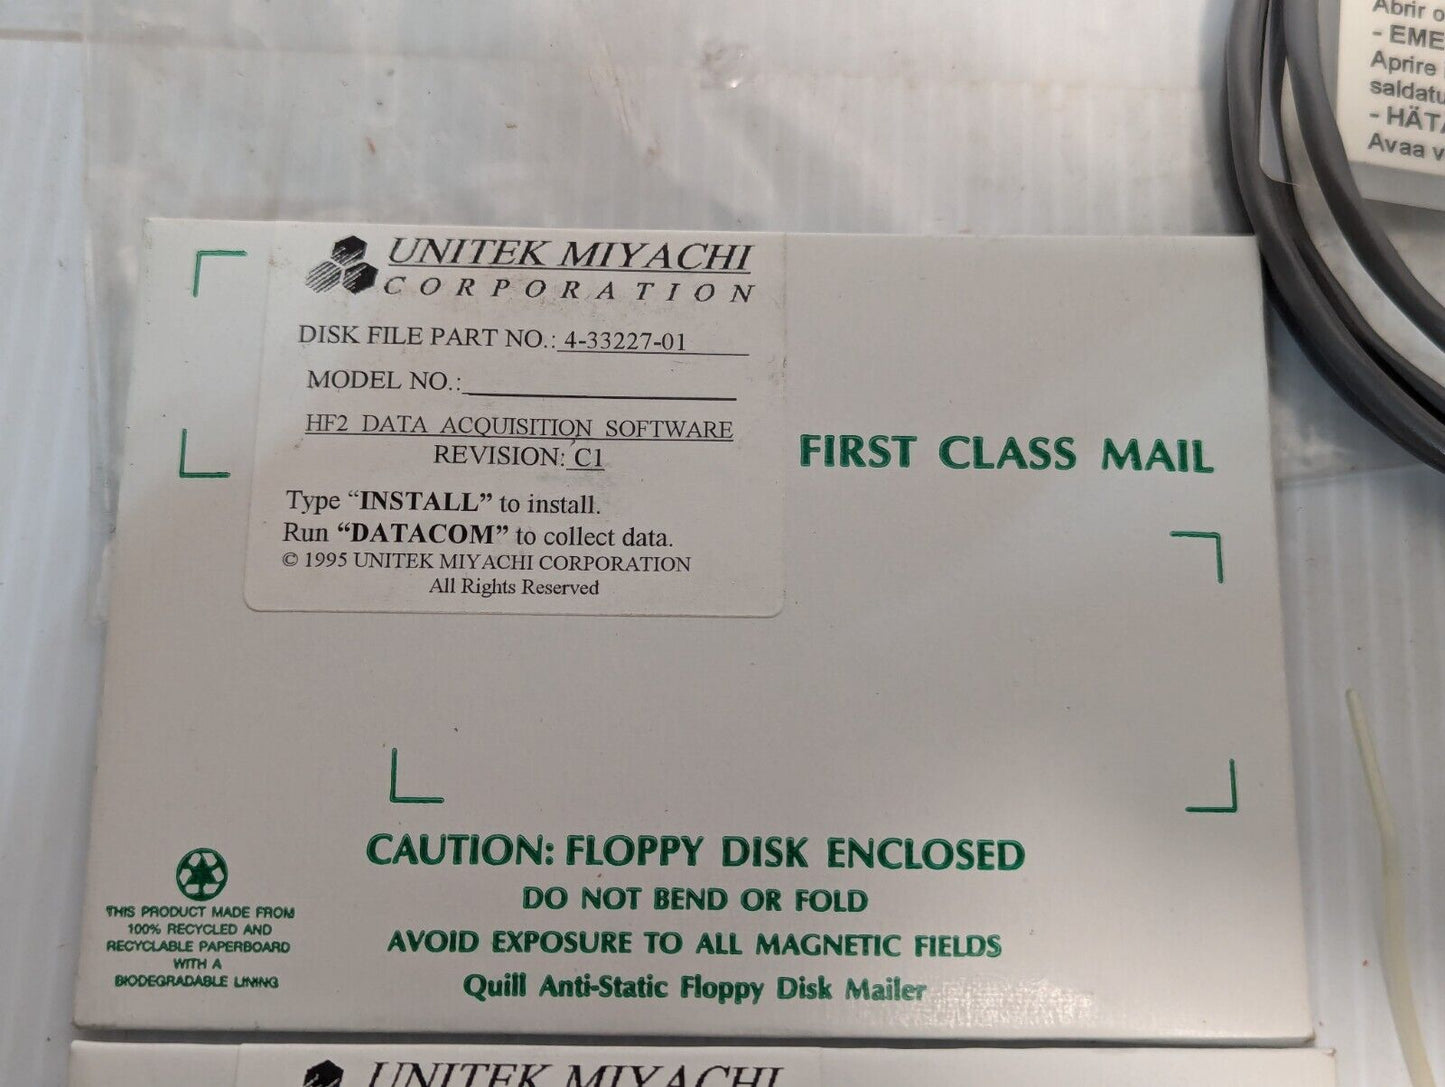 UNITEK MIYACHI
CORPORATION
DISK FILE PART NO.: 4-33227-01
MODEL NO.:
HF2 DATA ACQUISITION SOFTWARE
REVISION: C1
Type “INSTALL” to install.
Run “DATACOM” to collect data.
© 1995 UNITEK MIYACHI CORPORATION
All Rights Reserved
FIRST CLASS MAIL
CAUTION: FLOPPY DISK ENCLOSED
DO NOT BEND OR FOLD
AVOID EXPOSURE TO ALL MAGNETIC FIELDS
Quill Anti-Static Floppy Disk Mailer
THIS PRODUCT MADE FROM
100% RECYCLED AND
RECYCLABLE PAPERBOARD
WITH A
BIODEGRADABLE LINING
Abrir o
- EME
Aprire
saldatu
- HÄTÄ
Avaa v
UNITEK MIYACHI